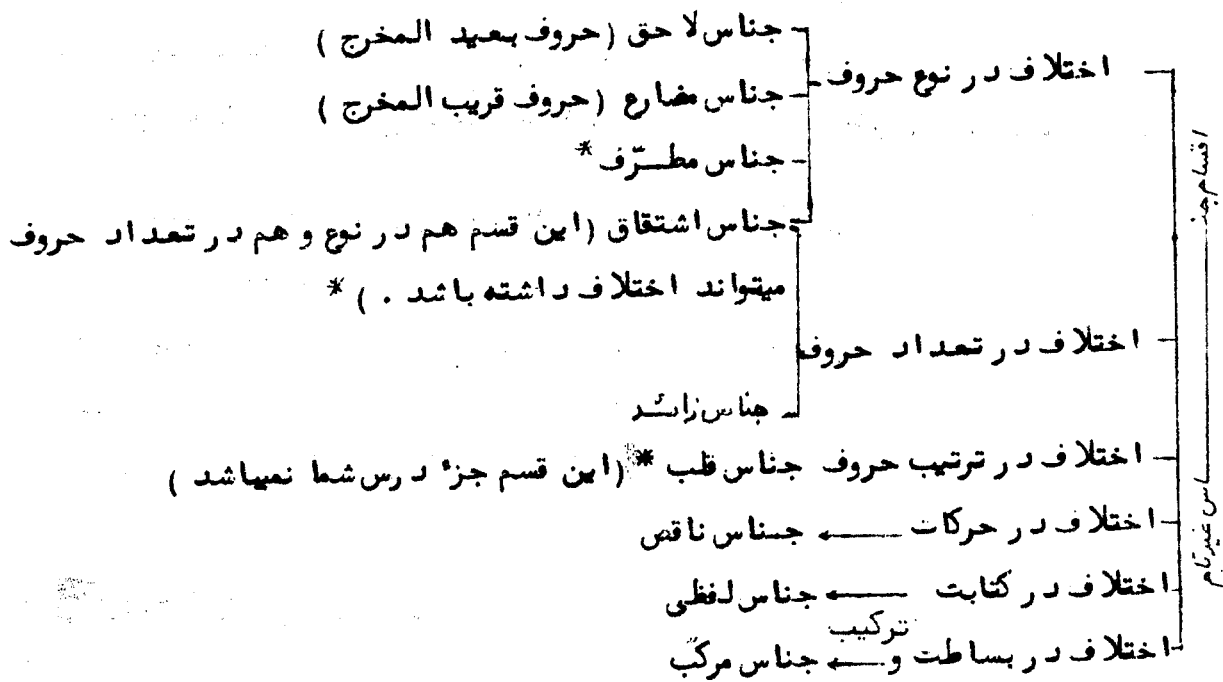 اقسام جناس غیرتام
اختلاف در نوع حروف
جناس لاحق (حروف بعید المخرج)
جناس مضارع (حروف قریب المخرج)
جناس مطــرّف*
جناس اشتقاق (این قسم هم در نوع و هم در تعداد حروف
میتواند اختلاف داشته باشد . ) *
اختلاف در تعداد حروف
جناس زائد
اختلاف در ترتیب حروف جناس قلب * (این قسم جزء درس شما نمیباشد)
اختلاف در حرکات ← جناس ناقص
اختلاف در کتابت ← جناس لفظی
اختلاف در بساطت و ترکیب ← جناس مرکب